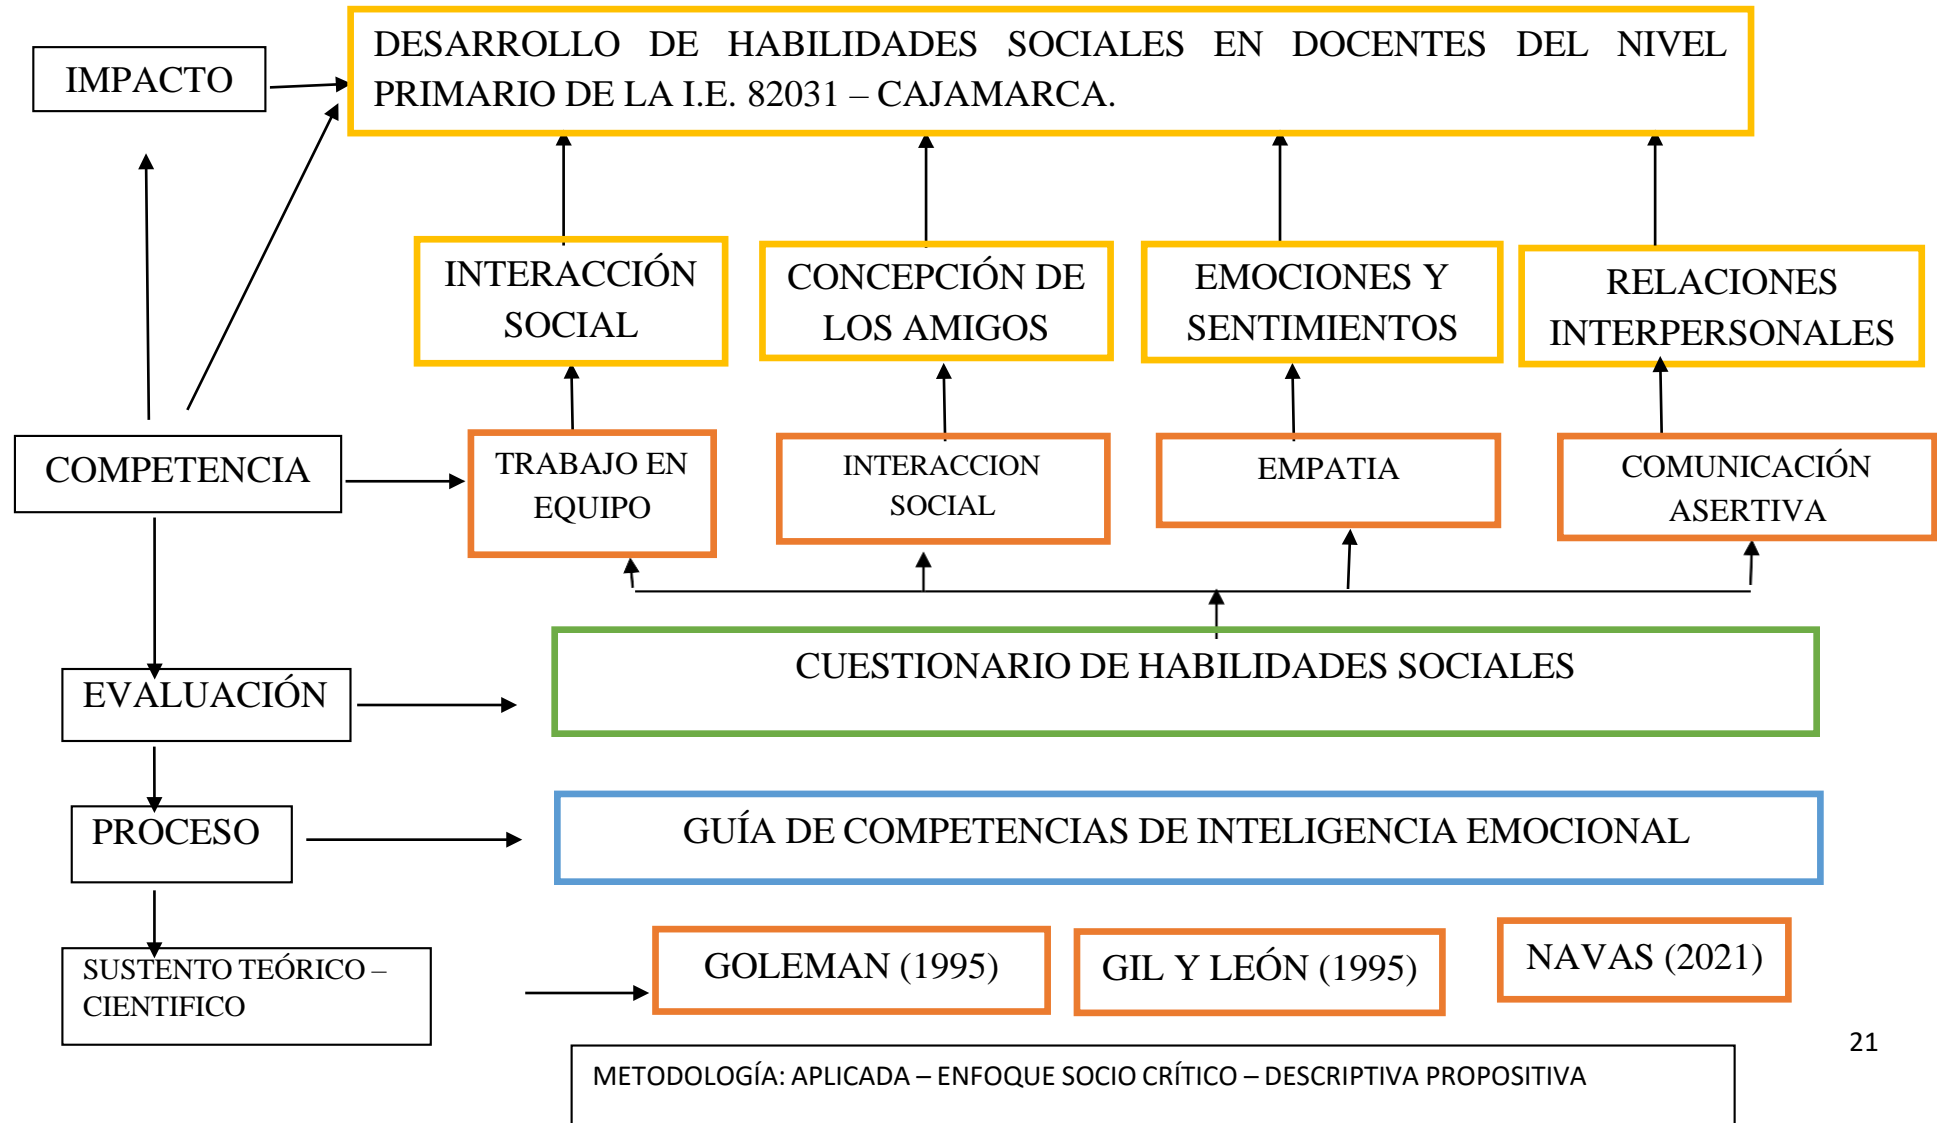 IMPACTO
DESARROLLO DE HABILIDADES SOCIALES EN DOCENTES DEL NIVEL
PRIMARIO DE LA I.E. 82031 – CAJAMARCA.
INTERACCIÓN
SOCIAL
CONCEPCIÓN DE
LOS AMIGOS
EMOCIONES Y
SENTIMIENTOS
RELACIONES
INTERPERSONALES
COMPETENCIA
TRABAJO EN
EQUIPO
INTERACCION
SOCIAL
EMPATIA
COMUNICACIÓN
ASERTIVA
EVALUACIÓN
CUESTIONARIO DE HABILIDADES SOCIALES
PROCESO
GUÍA DE COMPETENCIAS DE INTELIGENCIA EMOCIONAL
SUSTENTO TEÓRICO –
CIENTIFICO
GOLEMAN (1995)
GIL Y LEÓN (1995)
NAVAS (2021)
21
METODOLOGÍA: APLICADA – ENFOQUE SOCIO CRÍTICO – DESCRIPTIVA PROPOSITIVA